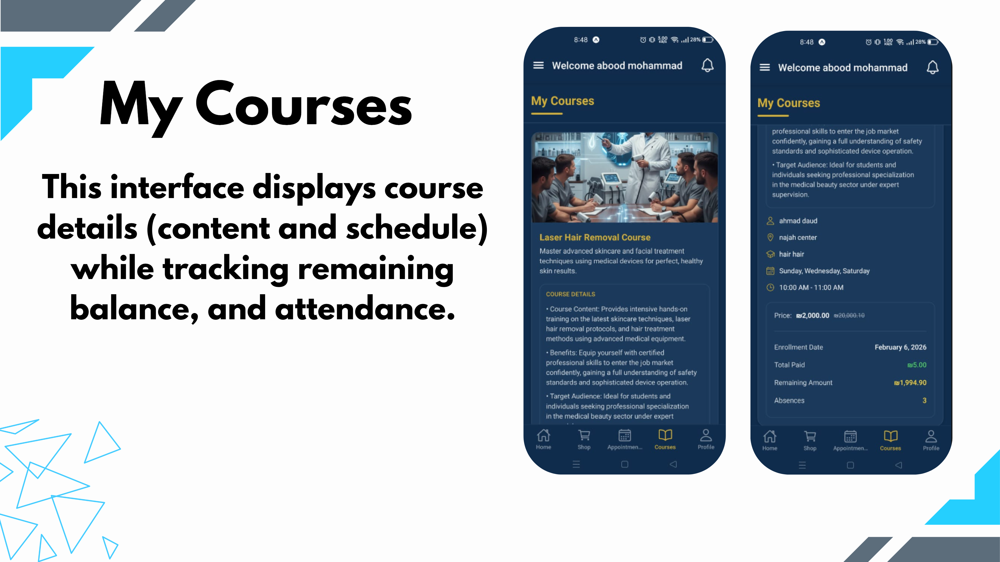 My Courses
This interface displays course
details (content and schedule)
while tracking remaining
balance, and attendance.
8:48
3.00
KB/s
28%
Welcome abood mohammad
My Courses
Laser Hair Removal Course
Master advanced skincare and facial treatment
techniques using medical devices for perfect, healthy
skin results.
COURSE DETAILS
• Course Content: Provides intensive hands-on
training on the latest skincare techniques, laser
hair removal protocols, and hair treatment
methods using advanced medical equipment.
• Benefits: Equip yourself with certified
professional skills to enter the job market
confidently, gaining a full understanding of safety
standards and sophisticated device operation.
• Target Audience: Ideal for students and
individuals seeking professional specialization
in the medical beauty sector under expert
Home
Shop
Appointmen...
Courses
Profile
8:48
1.00
KB/s
28%
Welcome abood mohammad
My Courses
professional skills to enter the job market
confidently, gaining a full understanding of safety
standards and sophisticated device operation.
• Target Audience: Ideal for students and
individuals seeking professional specialization
in the medical beauty sector under expert
supervision.
ahmad daud
najah center
hair hair
Sunday, Wednesday, Saturday
10:00 AM - 11:00 AM
Price: ₪2,000.00 ₪20,000.10
Enrollment Date February 6, 2026
Total Paid ₪5.00
Remaining Amount ₪1,994.90
Absences 3
Home
Shop
Appointmen...
Courses
Profile